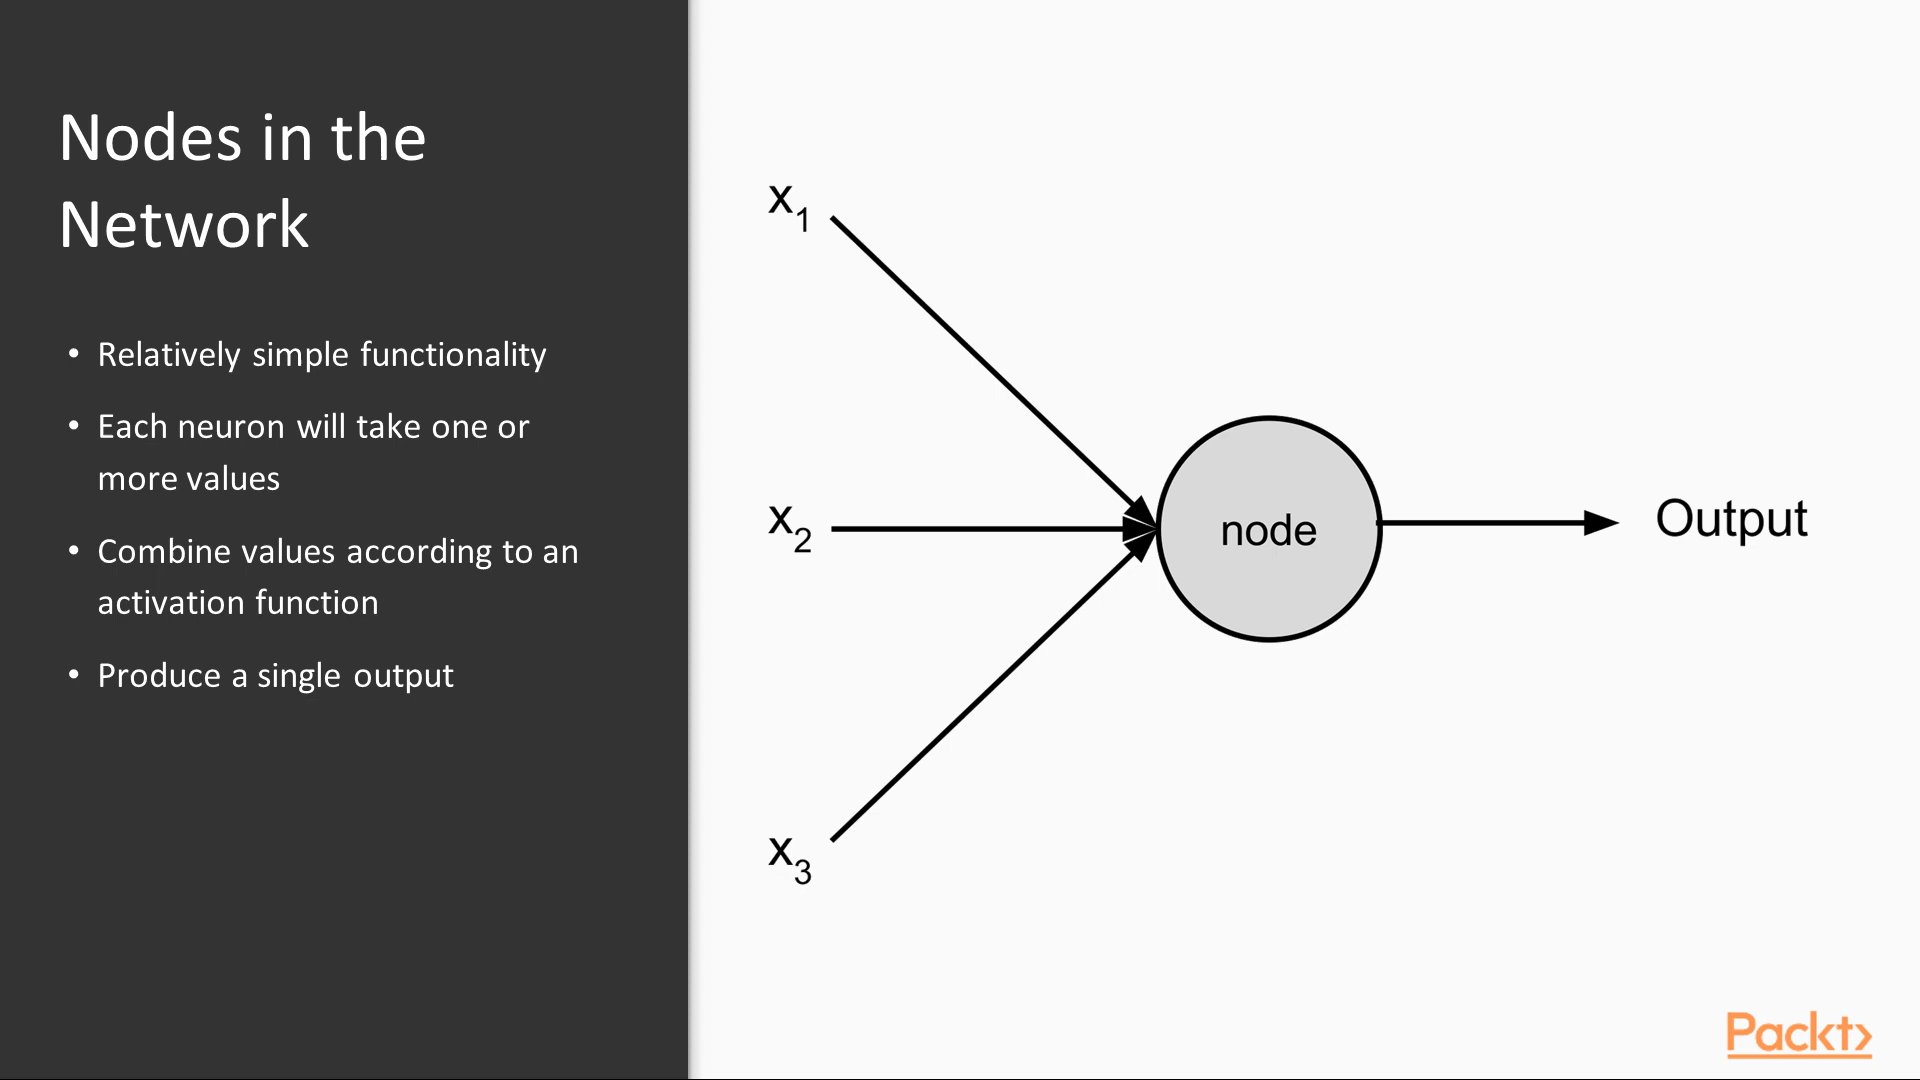 Nodes in the
Network
• Relatively simple functionality
• Each neuron will take one or
more values
• Combine values according to an
activation function
• Produce a single output
x1
x2
x3
node
Output
Packt>